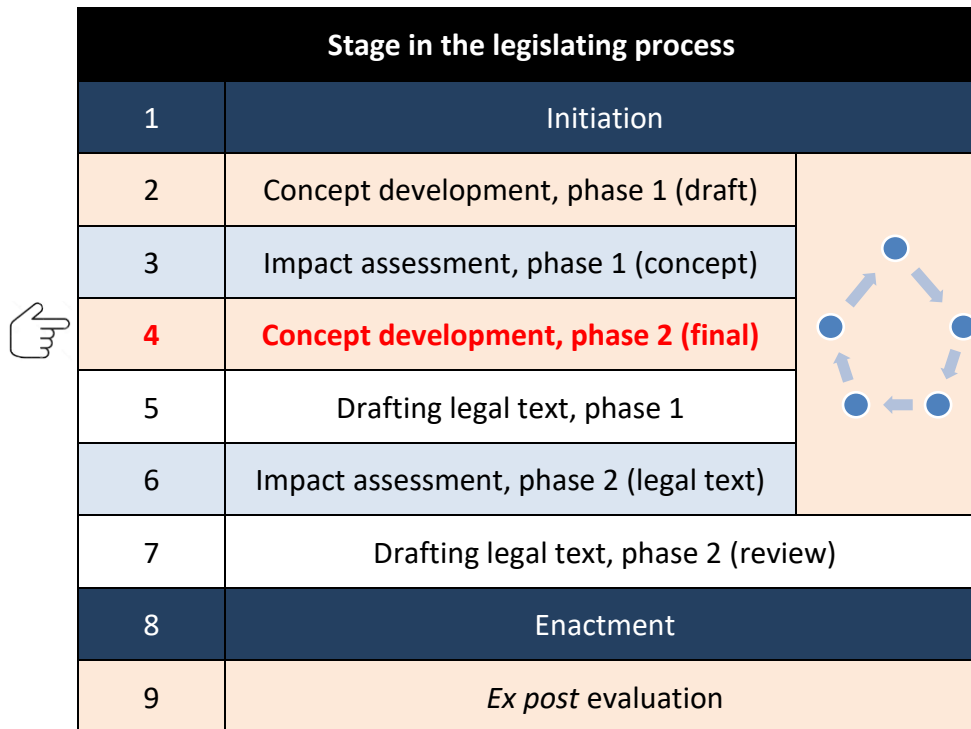 Stage in the legislating process
1 Initiation
2 Concept development, phase 1 (draft)
3 Impact assessment, phase 1 (concept)
4 Concept development, phase 2 (final)
5 Drafting legal text, phase 1
6 Impact assessment, phase 2 (legal text)
7 Drafting legal text, phase 2 (review)
8 Enactment
9 Ex post evaluation